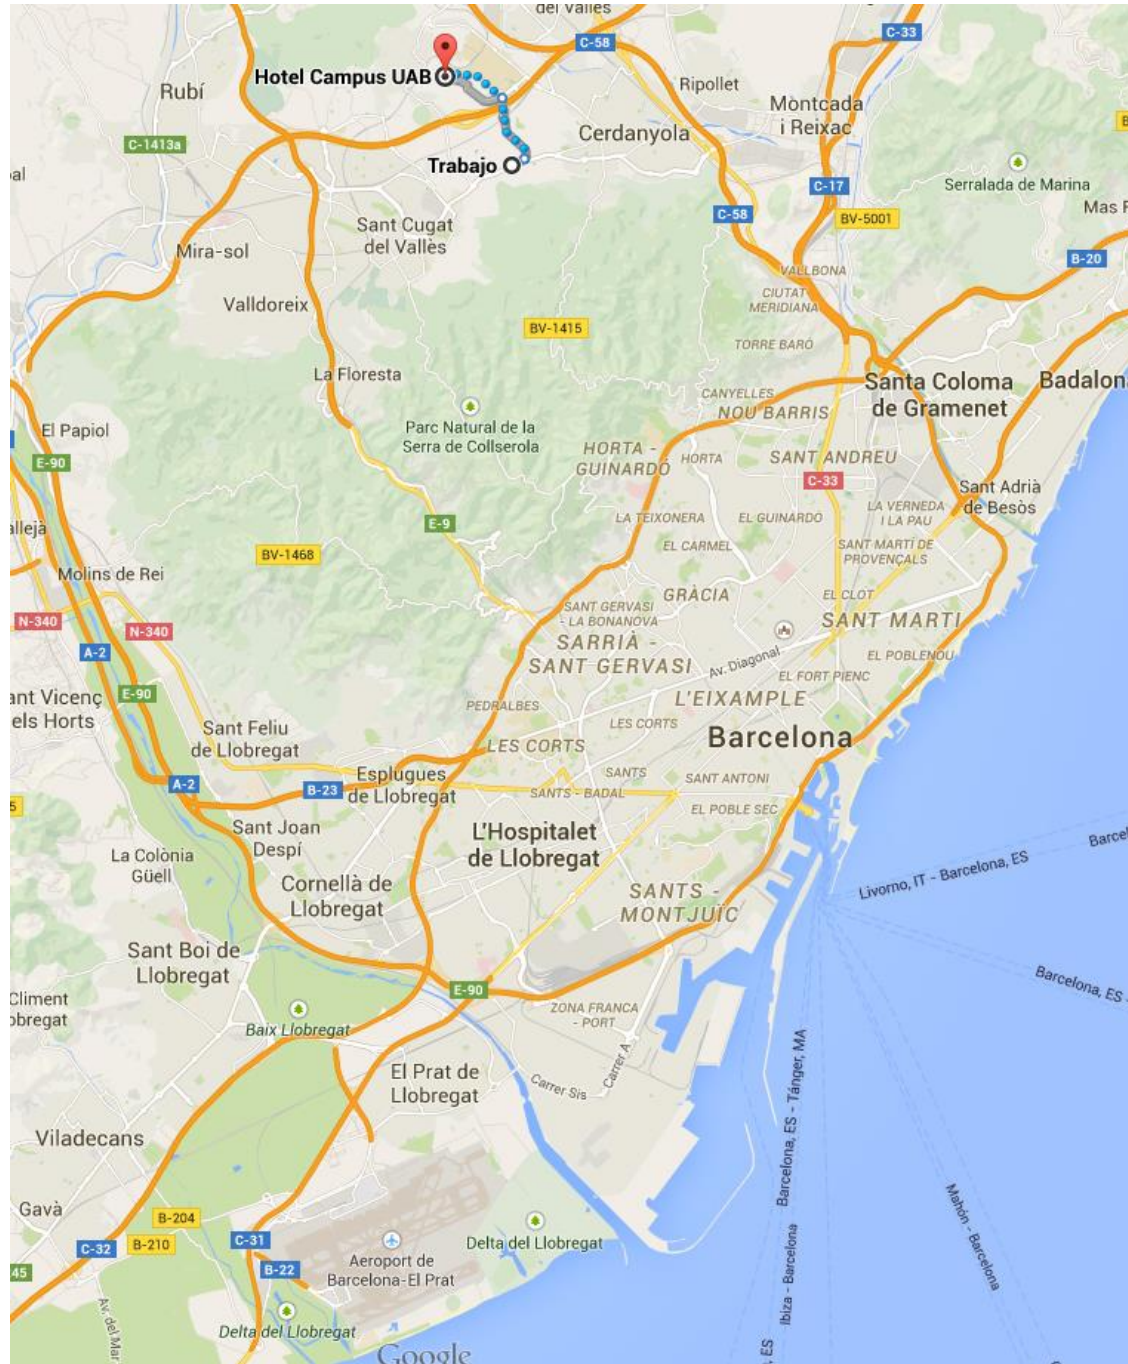 del Vallès
C-58
C-33
Hotel Campus UAB
Rubí
Ripollet
Montcada
i Reixac
C-1413a
Cerdanyola
Trabajo
Serralada de Marina
C-17
C-58
BV-5001
Sant Cugat
del Vallès
Mira-sol
B-20
VALLBONA
Valldoreix
CIUTAT
MERIDIANA
BV-1415
TORRE BARÓ
La Floresta
Santa Coloma
de Gramenet
CANYELLES
NOU BARRIS
Parc Natural de la
Serra de Collserola
El Papiol
HORTA -
GUINARDÓ
HORTA
SANT ANDREU
E-90
C-33
Sant Adrià
de Besòs
LA VERNEDA
I LA PAU
LA TEIXONERA
EL GUINARDO
E-9
EL CARMEL
SANT MARTÍ DE
PROVENÇALS
BV-1468
Molins de Rei
GRÀCIA
EL CLOT
SANT GERVASI
- LA BONANOVA
SANT MARTI
N-340
N-340
SARRIÀ -
SANT GERVASI
A-2
EL POBLENOU
Av. Diagonal
EL FORT PIENC
E-90
L'EIXAMPLE
els Horts
PEDRALBES
LES CORTS
Sant Feliu
de Llobregat
Barcelona
LES CORTS
A-2
Esplugues
de Llobregat
B-23
SANTS
SANT ANTONI
SANTS - BADAL
EL POBLE SEC
Sant Joan
Despí
L'Hospitalet
de Llobregat
La Colònia
Güell
Livorno, IT - Barcelona, ES
Cornellà de
Llobregat
SANTS -
MONTJUÏC
Sant Boi de
Llobregat
Barcelona, ES -
E-90
ZONA FRANCA
- PORT
Baix Llobregat
Carrer A
El Prat de
Llobregat
Carrer Sis
Barcelona, ES - Tánger, MA
Viladecans
Gavà
B-204
Mahón - Barcelona
B-210
C-31
C-32
Delta del Llobregat
Aeroport de
Barcelona-El Prat
B-22
Ibiza - Barcelona
Av. del Mar
Delta del Llobregat
Google